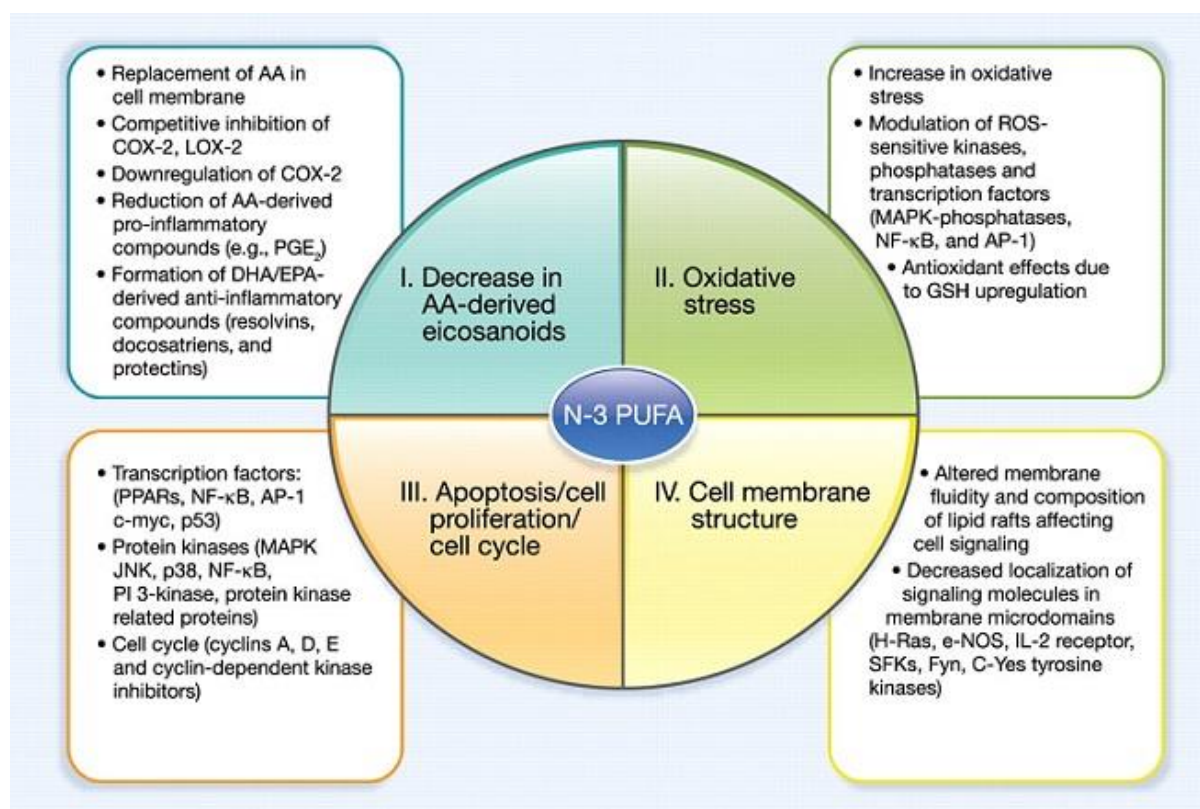 • Replacement of AA in
cell membrane
• Competitive inhibition of
COX-2, LOX-2
• Downregulation of COX-2
• Reduction of AA-derived
pro-inflammatory
compounds (e.g., PGE₂)
• Formation of DHA/EPA-
derived anti-inflammatory
compounds (resolvins,
docosatriens, and
protectins)
• Increase in oxidative
stress
• Modulation of ROS-
sensitive kinases,
phosphatases and
transcription factors
(MAPK-phosphatases,
NF-κB, and AP-1)
• Antioxidant effects due
to GSH upregulation
I. Decrease in
AA-derived
eicosanoids
II. Oxidative
stress
N-3 PUFA
III. Apoptosis/cell
proliferation/
cell cycle
IV. Cell membrane
structure
• Transcription factors:
(PPARs, NF-κB, AP-1
c-myc, p53)
• Protein kinases (MAPK
JNK, p38, NF-κB,
PI 3-kinase, protein kinase
related proteins)
• Cell cycle (cyclins A, D, E
and cyclin-dependent kinase
inhibitors)
• Altered membrane
fluidity and composition
of lipid rafts affecting
cell signaling
• Decreased localization of
signaling molecules in
membrane microdomains
(H-Ras, e-NOS, IL-2 receptor,
SFKs, Fyn, C-Yes tyrosine
kinases)